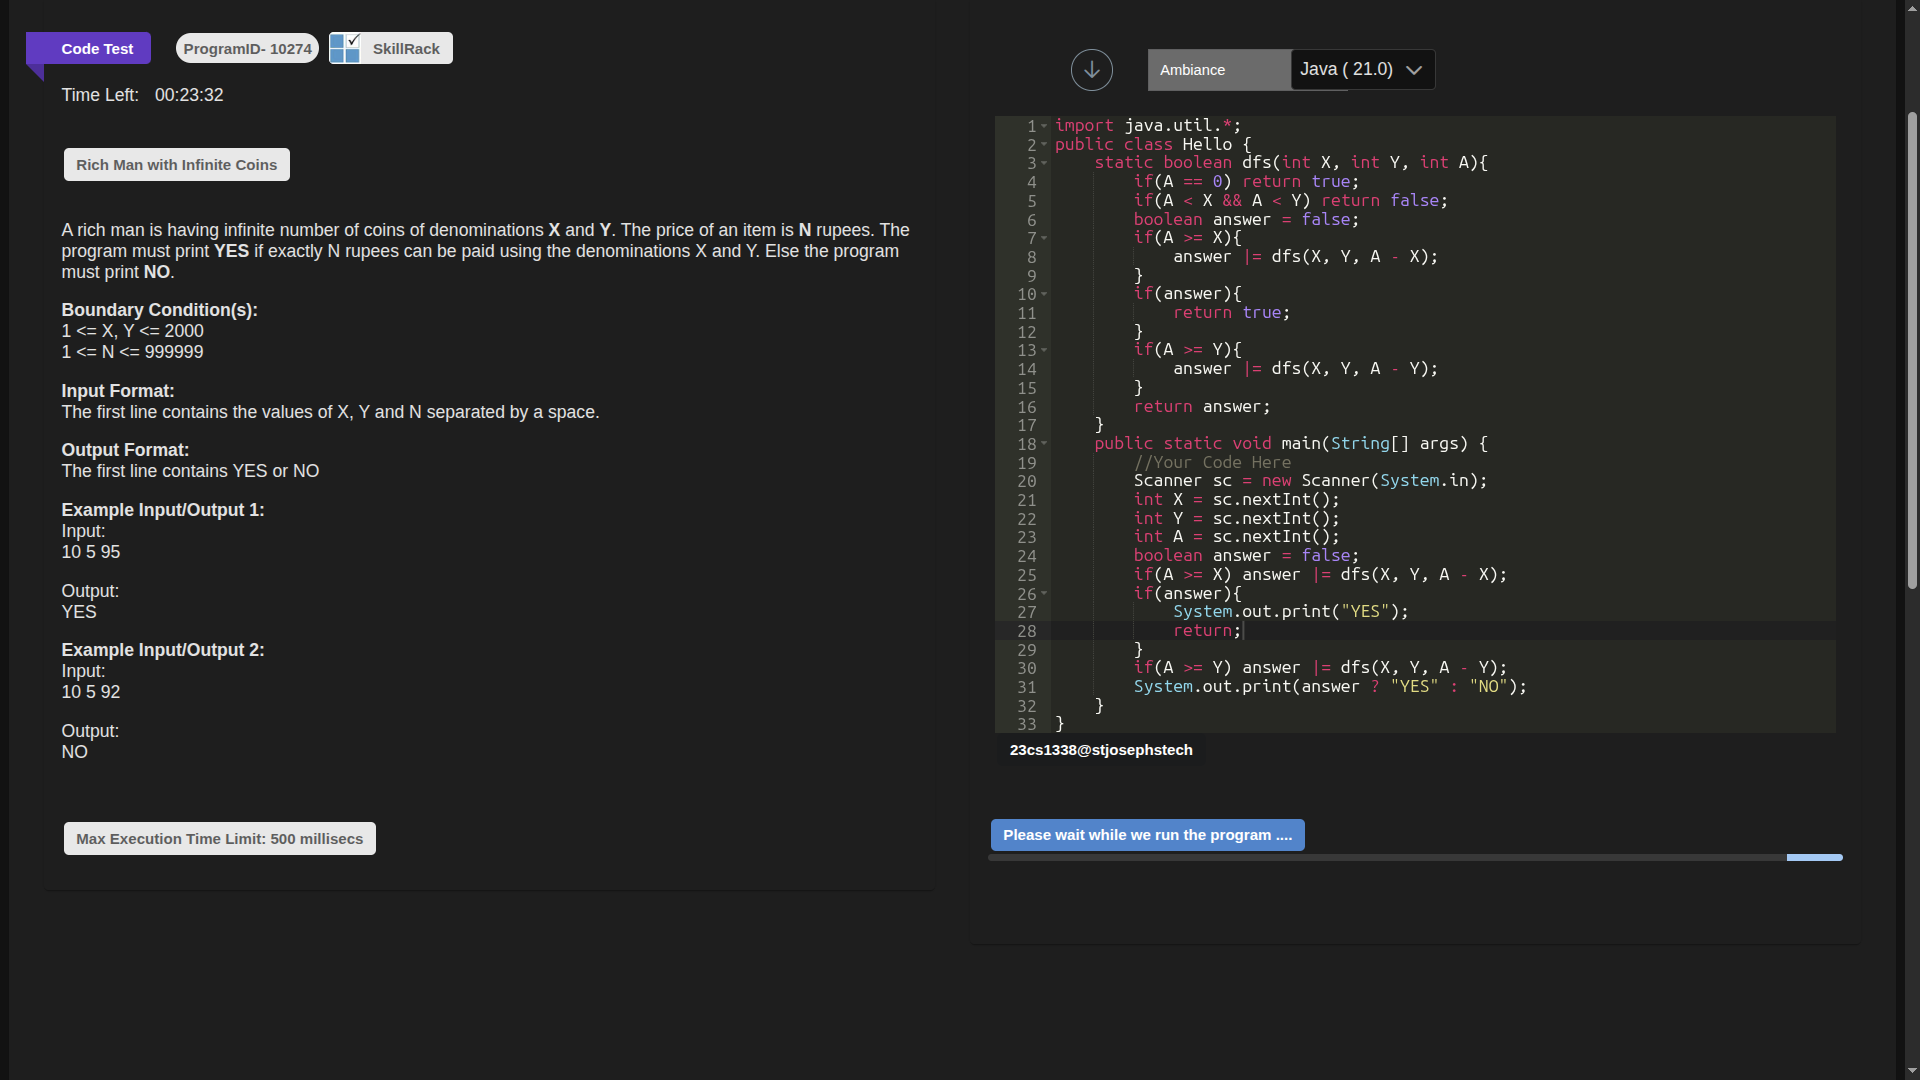 Code Test
ProgramID- 10274
SkillRack
Time Left: 00:23:32
Rich Man with Infinite Coins
A rich man is having infinite number of coins of denominations X and Y. The price of an item is N rupees. The
program must print YES if exactly N rupees can be paid using the denominations X and Y. Else the program
must print NO.
Boundary Condition(s):
1 <= X, Y <= 2000
1 <= N <= 999999
Input Format:
The first line contains the values of X, Y and N separated by a space.
Output Format:
The first line contains YES or NO
Example Input/Output 1:
Input:
10 5 95
Output:
YES
Example Input/Output 2:
Input:
10 5 92
Output:
NO
Max Execution Time Limit: 500 millisecs
Ambiance
Java ( 21.0)
1 import java.util.*;
2 public class Hello {
3     static boolean dfs(int X, int Y, int A){
4         if(A == 0) return true;
5         if(A < X && A < Y) return false;
6         boolean answer = false;
7         if(A >= X){
8             answer |= dfs(X, Y, A - X);
9         }
10         if(answer){
11             return true;
12         }
13         if(A >= Y){
14             answer |= dfs(X, Y, A - Y);
15         }
16         return answer;
17     }
18     public static void main(String[] args) {
19         //Your Code Here
20         Scanner sc = new Scanner(System.in);
21         int X = sc.nextInt();
22         int Y = sc.nextInt();
23         int A = sc.nextInt();
24         boolean answer = false;
25         if(A >= X) answer |= dfs(X, Y, A - X);
26         if(answer){
27             System.out.print("YES");
28             return;
29         }
30         if(A >= Y) answer |= dfs(X, Y, A - Y);
31         System.out.print(answer ? "YES" : "NO");
32     }
33 }
23cs1338@stjosephstech
Please wait while we run the program ....